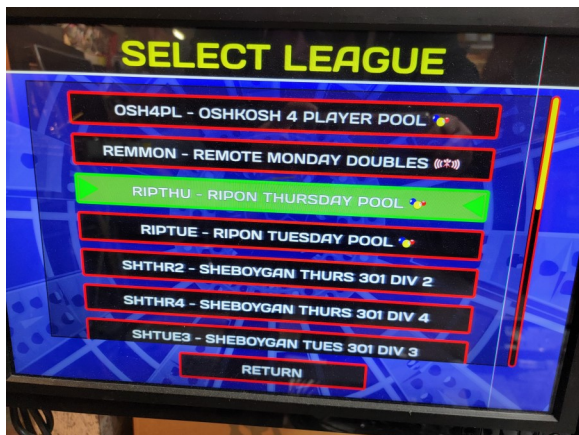 SELECT LEAGUE
OSH4PL - OSHKOSH 4 PLAYER POOL
REMMON - REMOTE MONDAY DOUBLES
RIPTHU - RIPON THURSDAY POOL
RIPTUE - RIPON TUESDAY POOL
SHTHR2 - SHEBOYGAN THURS 301 DIV 2
SHTHR4 - SHEBOYGAN THURS 301 DIV 4
SHTUE3 - SHEBOYGAN TUES 301 DIV 3
RETURN